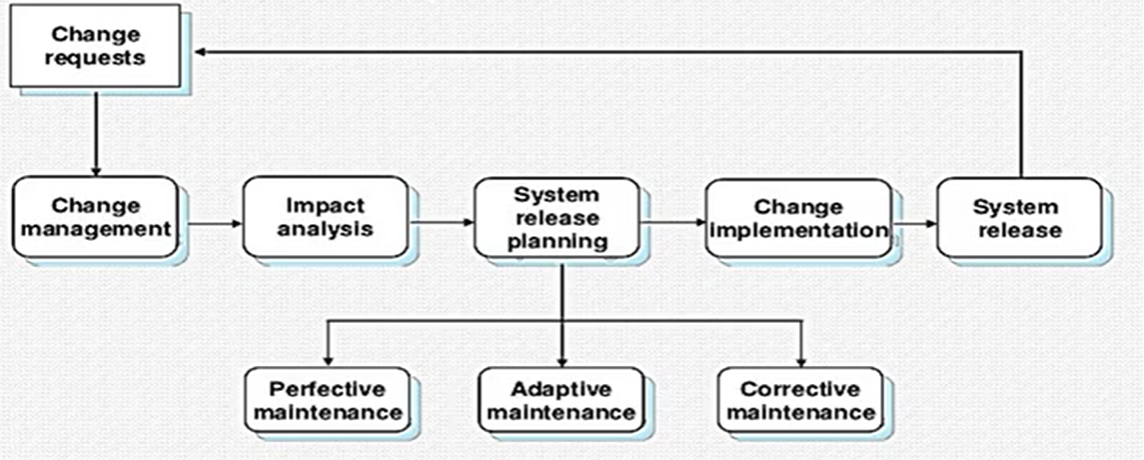 Change
requests
Change
management
Impact
analysis
System
release
planning
Change
implementation
System
release
Perfective
maintenance
Adaptive
maintenance
Corrective
maintenance